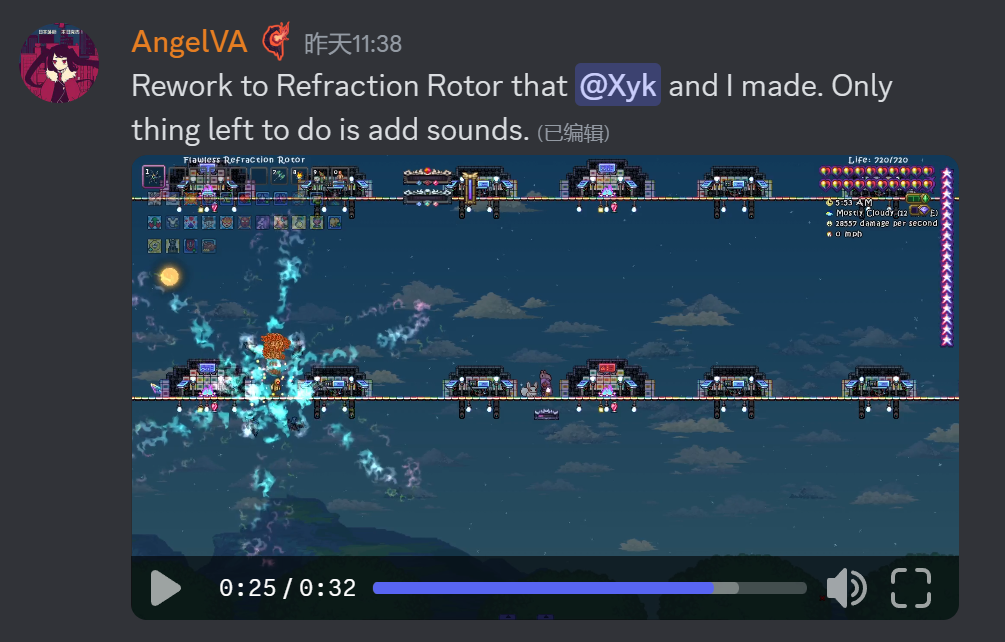 AngelVA 昨天11:38
Rework to Refraction Rotor that @Xyk and I made. Only
thing left to do is add sounds. (已编辑)
Flawless Refraction Rotor
Life: 720/720
5:53 AM
Mostly Cloudy (12 E)
28557 damage per second
0 mph
0:25/0:32